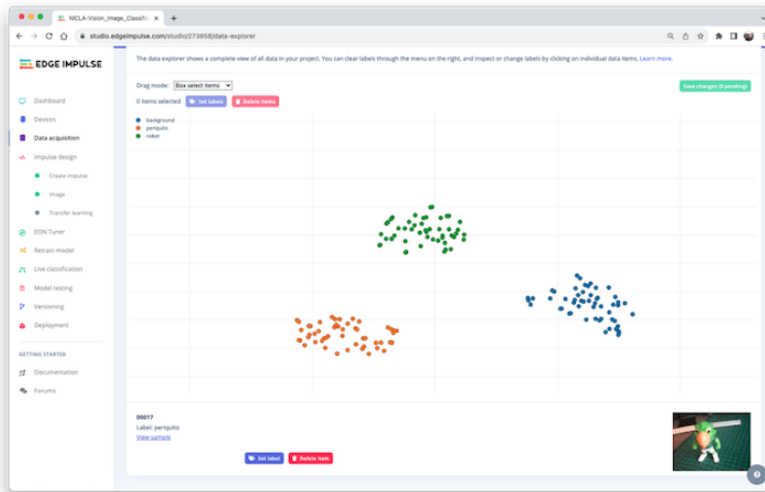 NICLA-Vision_Image_Classif
studio.edgeimpulse.com/studio/273858/data-explorer
EDGE IMPULSE
The data explorer shows a complete view of all data in your project. You can clear labels through the menu on the right, and inspect or change labels by clicking on individual data items. Learn more.
Drag mode: Box select items
Save changes (0 pending)
0 items selected Set labels Delete items
background
periquito
robot
Dashboard
Devices
Data acquisition
Impulse design
Create impulse
Image
Transfer learning
EON Tuner
Retrain model
Live classification
Model testing
Versioning
Deployment
GETTING STARTED
Documentation
Forums
00017
Label: periquito
View sample
Set label Delete item